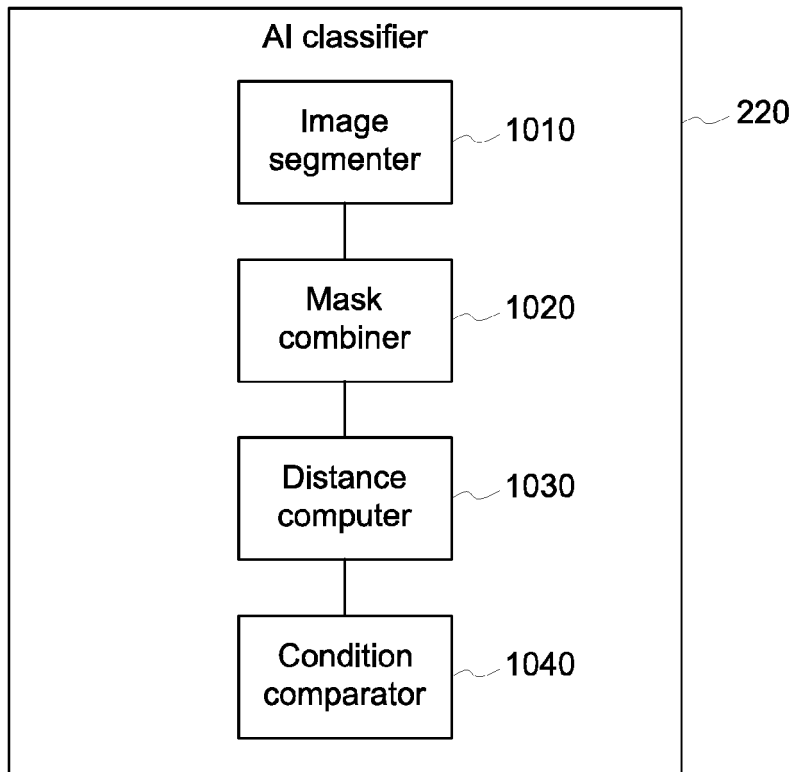 AI classifier
220
Image
segmenter
1010
Mask
combiner
1020
Distance
computer
1030
Condition
comparator
1040